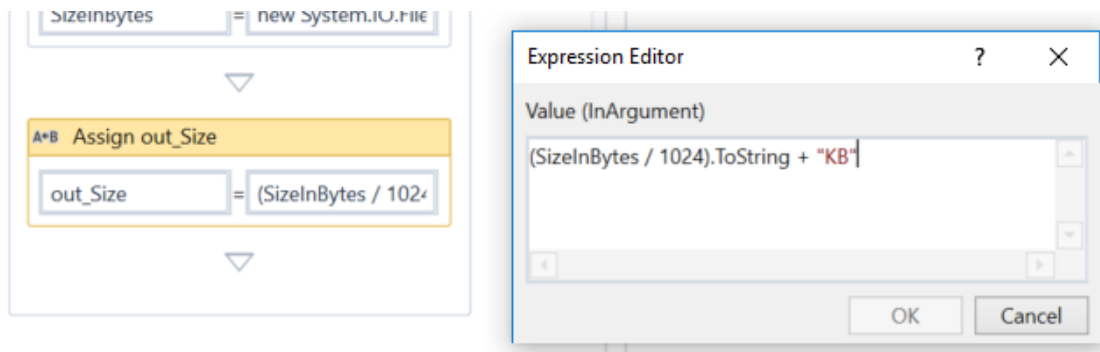 SizeInBytes = new System.IO.File
A+B Assign out_Size
out_Size = (SizeInBytes / 1024
Expression Editor ? ×
Value (InArgument)
(SizeInBytes / 1024).ToString + "KB"
OK Cancel